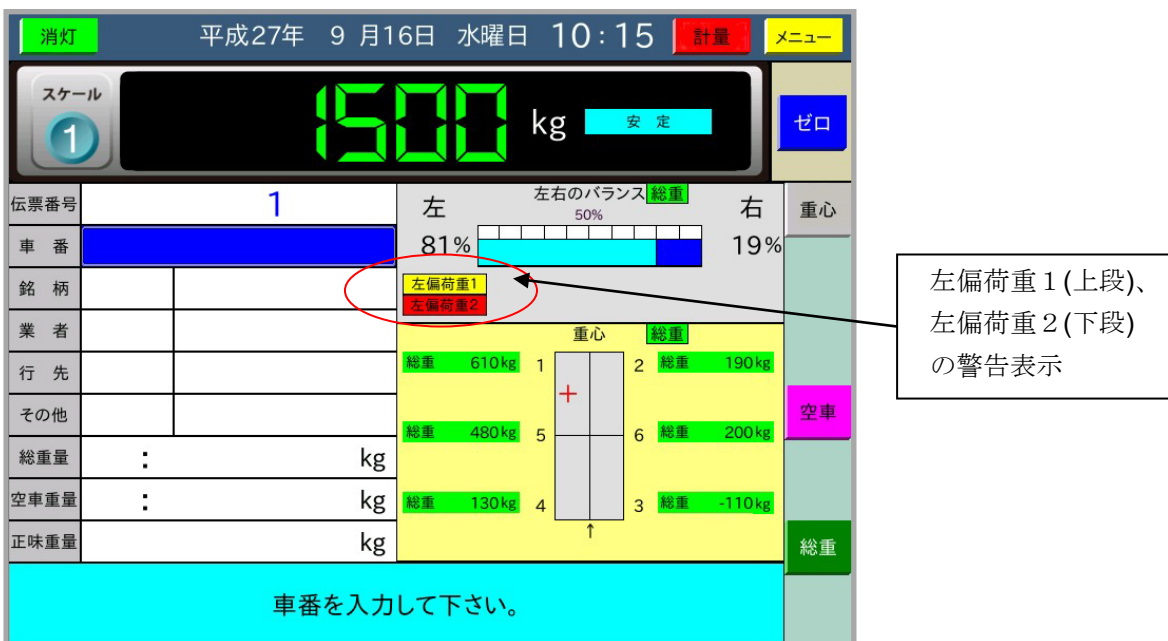 消灯 平成27年 9月16日 水曜日 10:15 計量 メニュー
スケール
1
1500 kg 安 定 ゼロ
伝票番号 1
車 番
銘 柄
業 者
行 先
その他
総重量 : kg
空車重量 : kg
正味重量 kg
左右のバランス 総重
左 50% 右
81% 19%
左偏荷重1
左偏荷重2
重心 総重
総重 610kg 1 2 総重 190kg
総重 480kg 5 6 総重 200kg
総重 130kg 4 3 総重 -110kg
↑
重心
空車
総重
車番を入力して下さい。
左偏荷重1(上段)、
左偏荷重2(下段)
の警告表示